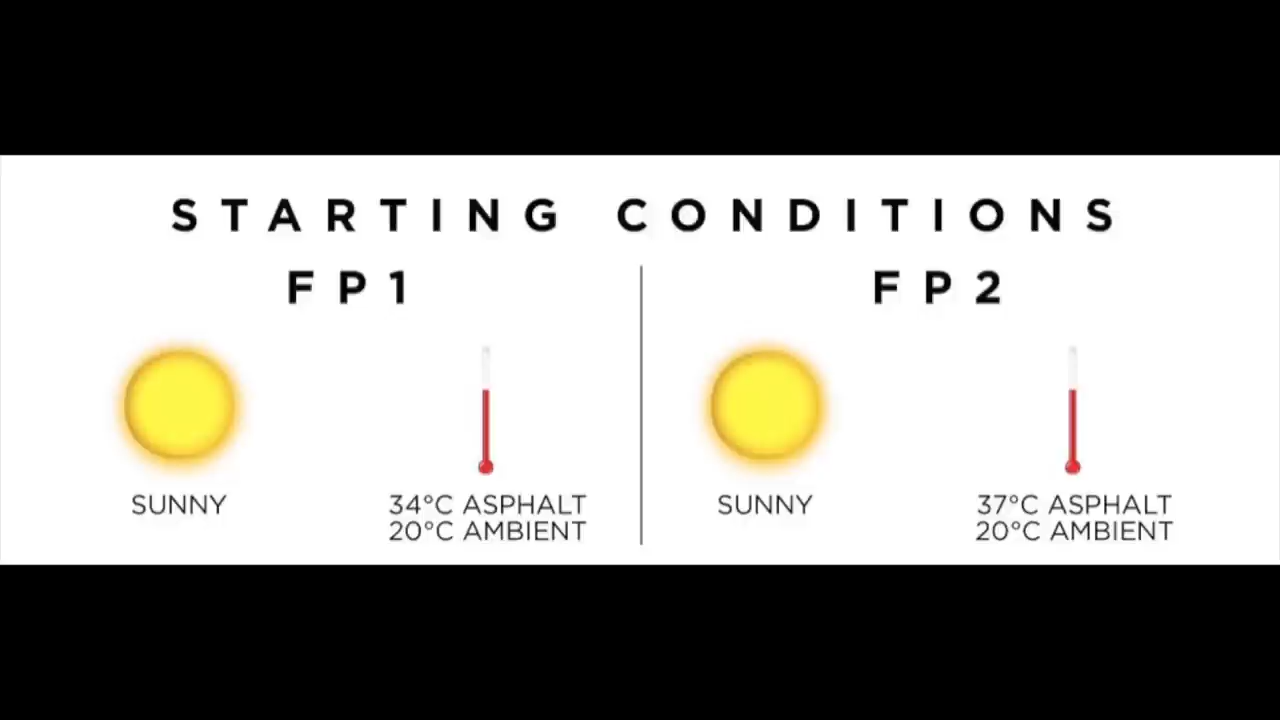 STARTING CONDITIONS
FP1
FP2
SUNNY
34°C ASPHALT
20°C AMBIENT
SUNNY
37°C ASPHALT
20°C AMBIENT